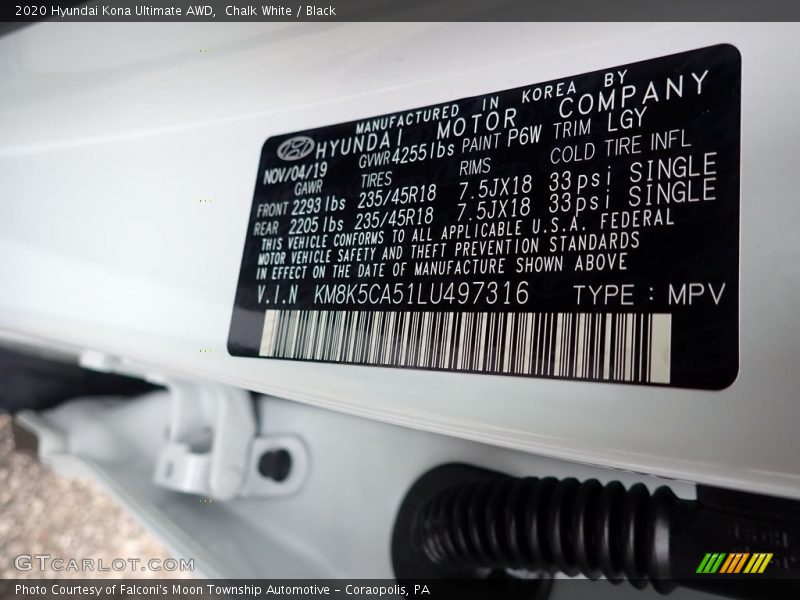 2020 Hyundai Kona Ultimate AWD,  Chalk White / Black
MANUFACTURED IN KOREA BY
HYUNDAI MOTOR COMPANY
NOV/04/19 GVWR 4255lbs PAINT P6W TRIM LGY
GAWR TIRES RIMS COLD TIRE INFL
FRONT 2293 lbs 235/45R18 7.5JX18 33psi SINGLE
REAR 2205 lbs 235/45R18 7.5JX18 33psi SINGLE
THIS VEHICLE CONFORMS TO ALL APPLICABLE U.S.A. FEDERAL
MOTOR VEHICLE SAFETY AND THEFT PREVENTION STANDARDS
IN EFFECT ON THE DATE OF MANUFACTURE SHOWN ABOVE
V.I.N KM8K5CA51LU497316 TYPE : MPV
GTCARLOT.COM
Photo Courtesy of Falconi's Moon Township Automotive – Coraopolis, PA